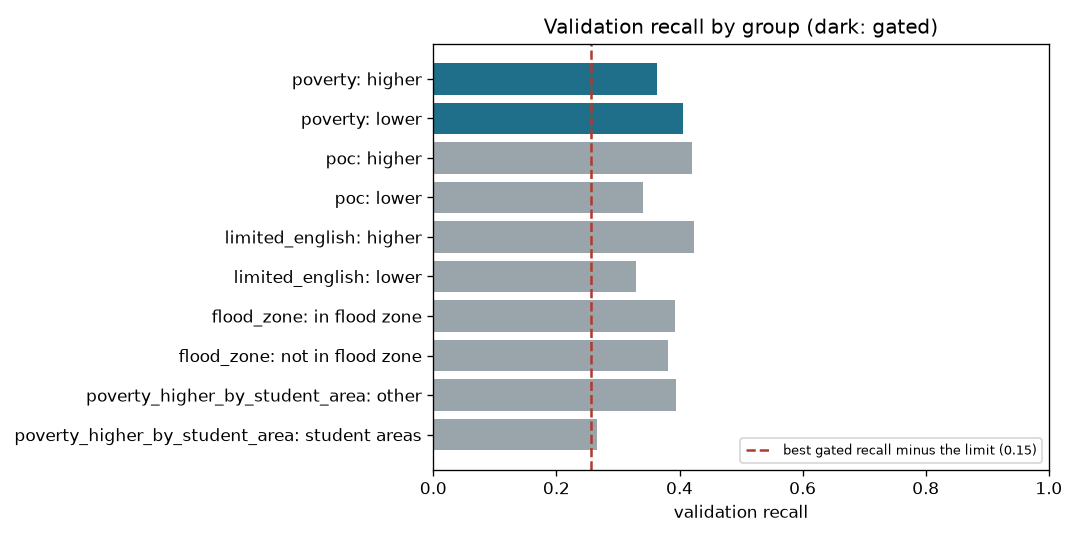 Validation recall by group (dark: gated)
poverty: higher
poverty: lower
poc: higher
poc: lower
limited_english: higher
limited_english: lower
flood_zone: in flood zone
flood_zone: not in flood zone
poverty_higher_by_student_area: other
poverty_higher_by_student_area: student areas
best gated recall minus the limit (0.15)
0.0 0.2 0.4 0.6 0.8 1.0
validation recall